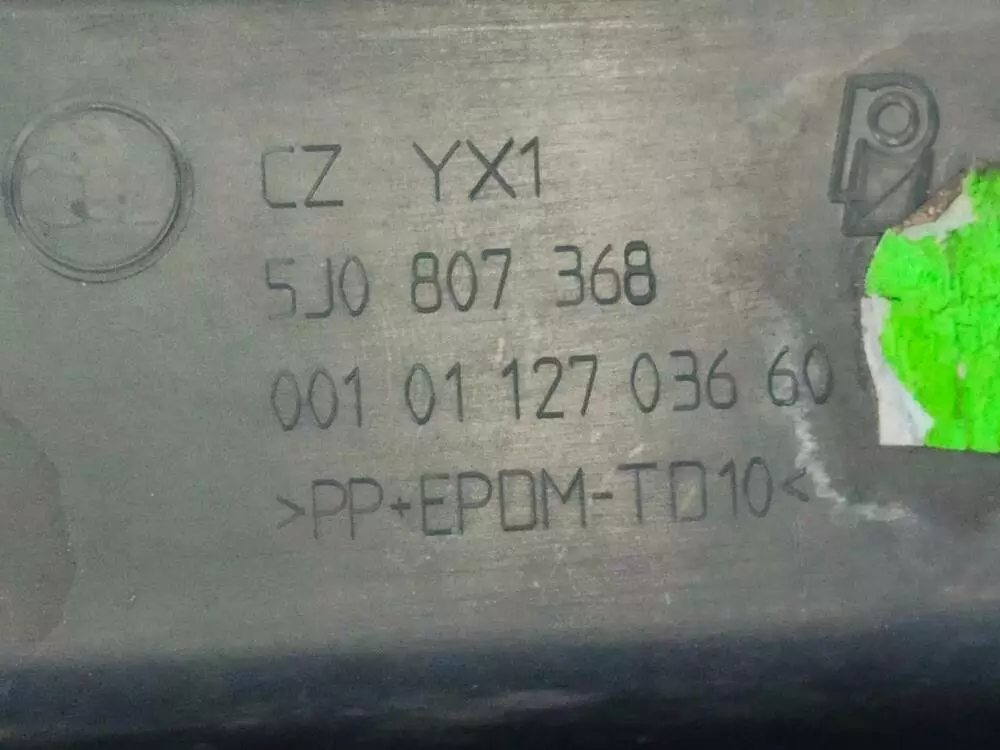 CZ YX1
5J0 807 368
001 01 127 036 60
>PP+EPDM-TD10<